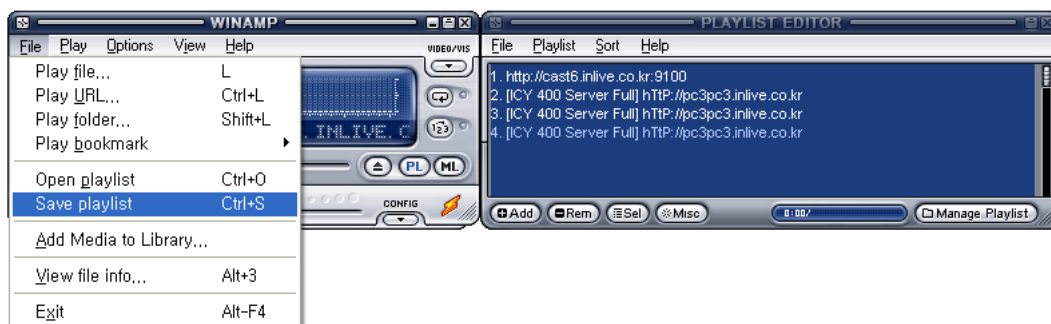 WINAMP
File Play Options View Help
VIDEO/VIS
Play file... L
Play URL... Ctrl+L
Play folder... Shift+L
Play bookmark
Open playlist Ctrl+O
Save playlist Ctrl+S
Add Media to Library...
View file info... Alt+3
Exit Alt-F4
.INLIVE.C
PL ML
CONFIG
PLAYLIST EDITOR
File Playlist Sort Help
1. http://cast6.inlive.co.kr:9100
2. [ICY 400 Server Full] hTtP://pc3pc3.inlive.co.kr
3. [ICY 400 Server Full] hTtP://pc3pc3.inlive.co.kr
4. [ICY 400 Server Full] hTtP://pc3pc3.inlive.co.kr
Add Rem Sel Misc 0:00/ Manage Playlist